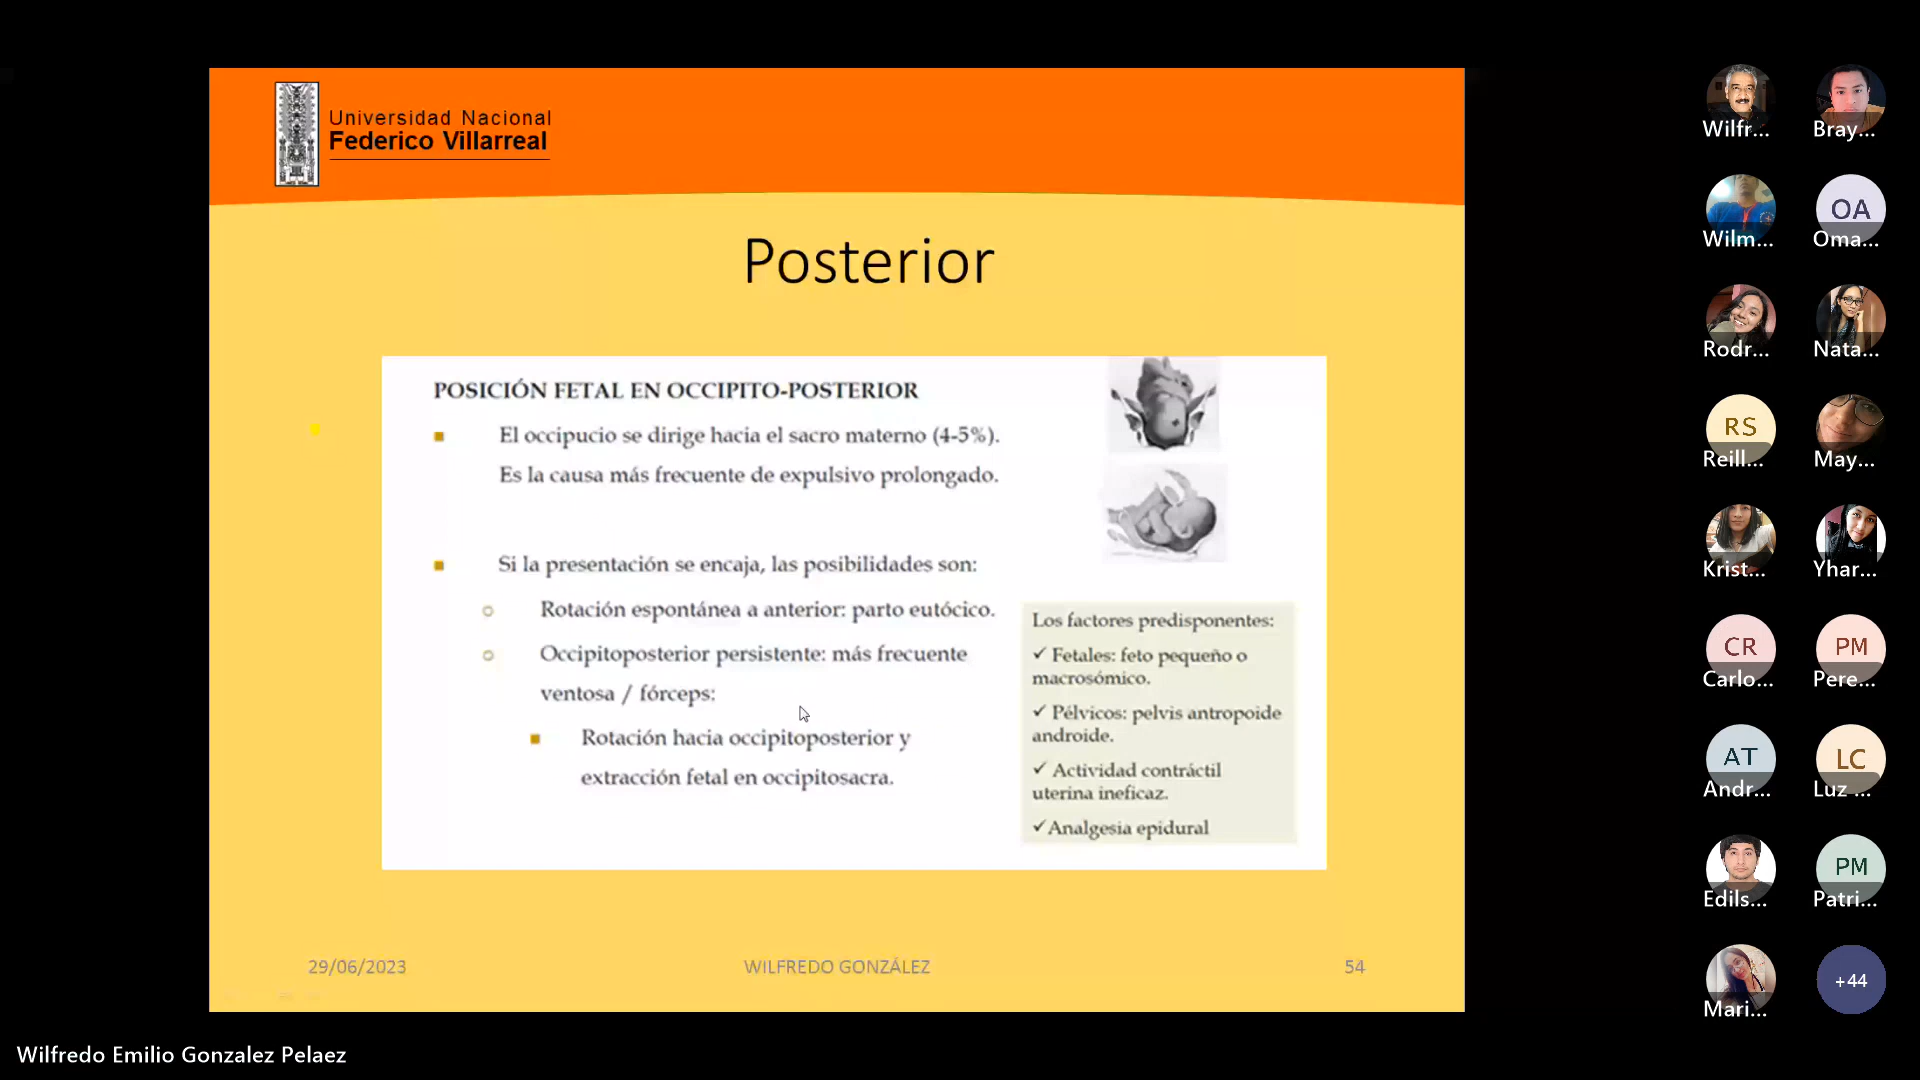 Universidad Nacional
Federico Villarreal
Posterior
POSICIÓN FETAL EN OCCIPITO-POSTERIOR
El occipucio se dirige hacia el sacro materno (4-5%).
Es la causa más frecuente de expulsivo prolongado.
Si la presentación se encaja, las posibilidades son:
Rotación espontánea a anterior: parto eutócico.
Occipitoposterior persistente: más frecuente
ventosa / fórceps:
Rotación hacia occipitoposterior y
extracción fetal en occipitosacra.
Los factores predisponentes:
✓ Fetales: feto pequeño o
macrosómico.
✓ Pélvicos: pelvis antropoide
androide.
✓ Actividad contráctil
uterina ineficaz.
✓Analgesia epidural
29/06/2023
WILFREDO GONZÁLEZ
54
Wilfr...
Bray...
Wilm...
OA
Oma...
Rodr...
Nata...
RS
Reill...
May...
Krist...
Yhar...
CR
Carlo...
PM
Pere...
AT
Andr...
LC
Luz ...
Edils...
PM
Patri...
Mari...
+44
Wilfredo Emilio Gonzalez Pelaez